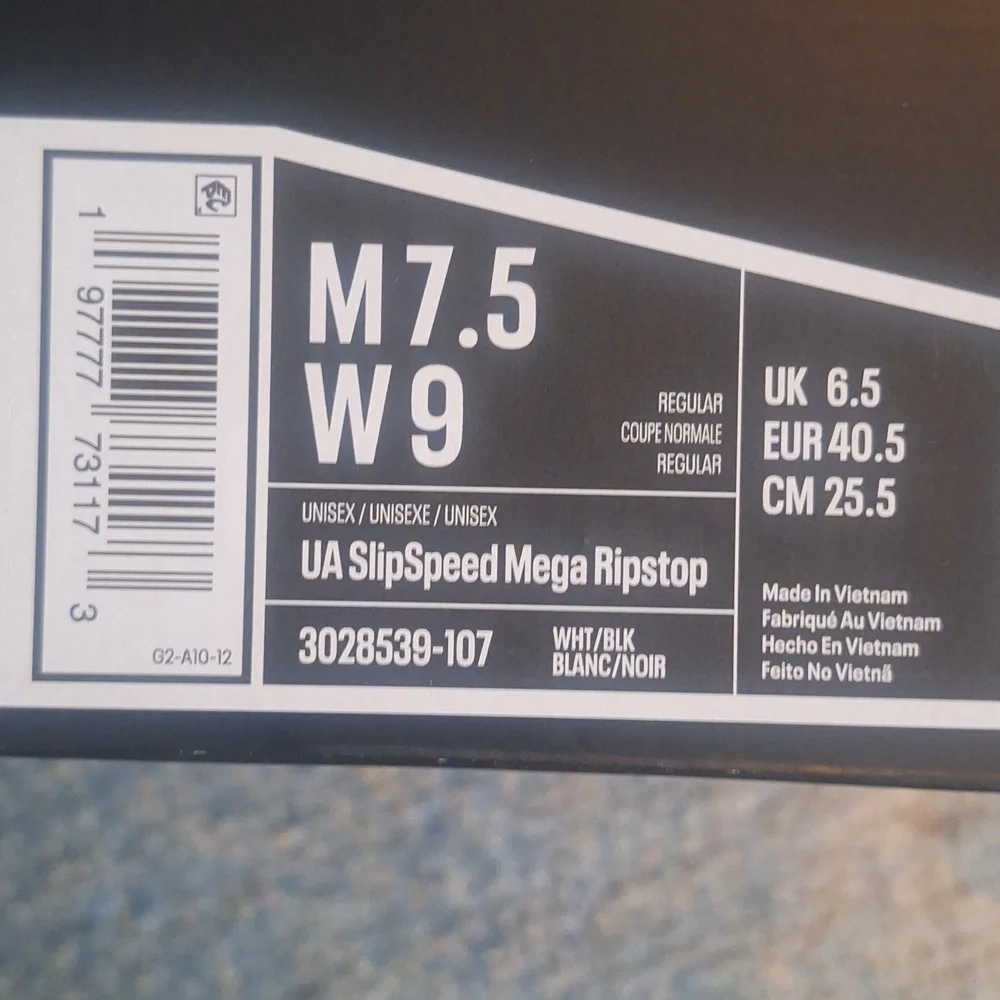 1 97777 73117 3
G2-A10-12
M 7.5
W 9
REGULAR
COUPE NORMALE
REGULAR
UNISEX / UNISEXE / UNISEX
UA SlipSpeed Mega Ripstop
3028539-107
WHT/BLK
BLANC/NOIR
UK 6.5
EUR 40.5
CM 25.5
Made In Vietnam
Fabriqué Au Vietnam
Hecho En Vietnam
Feito No Vietnã